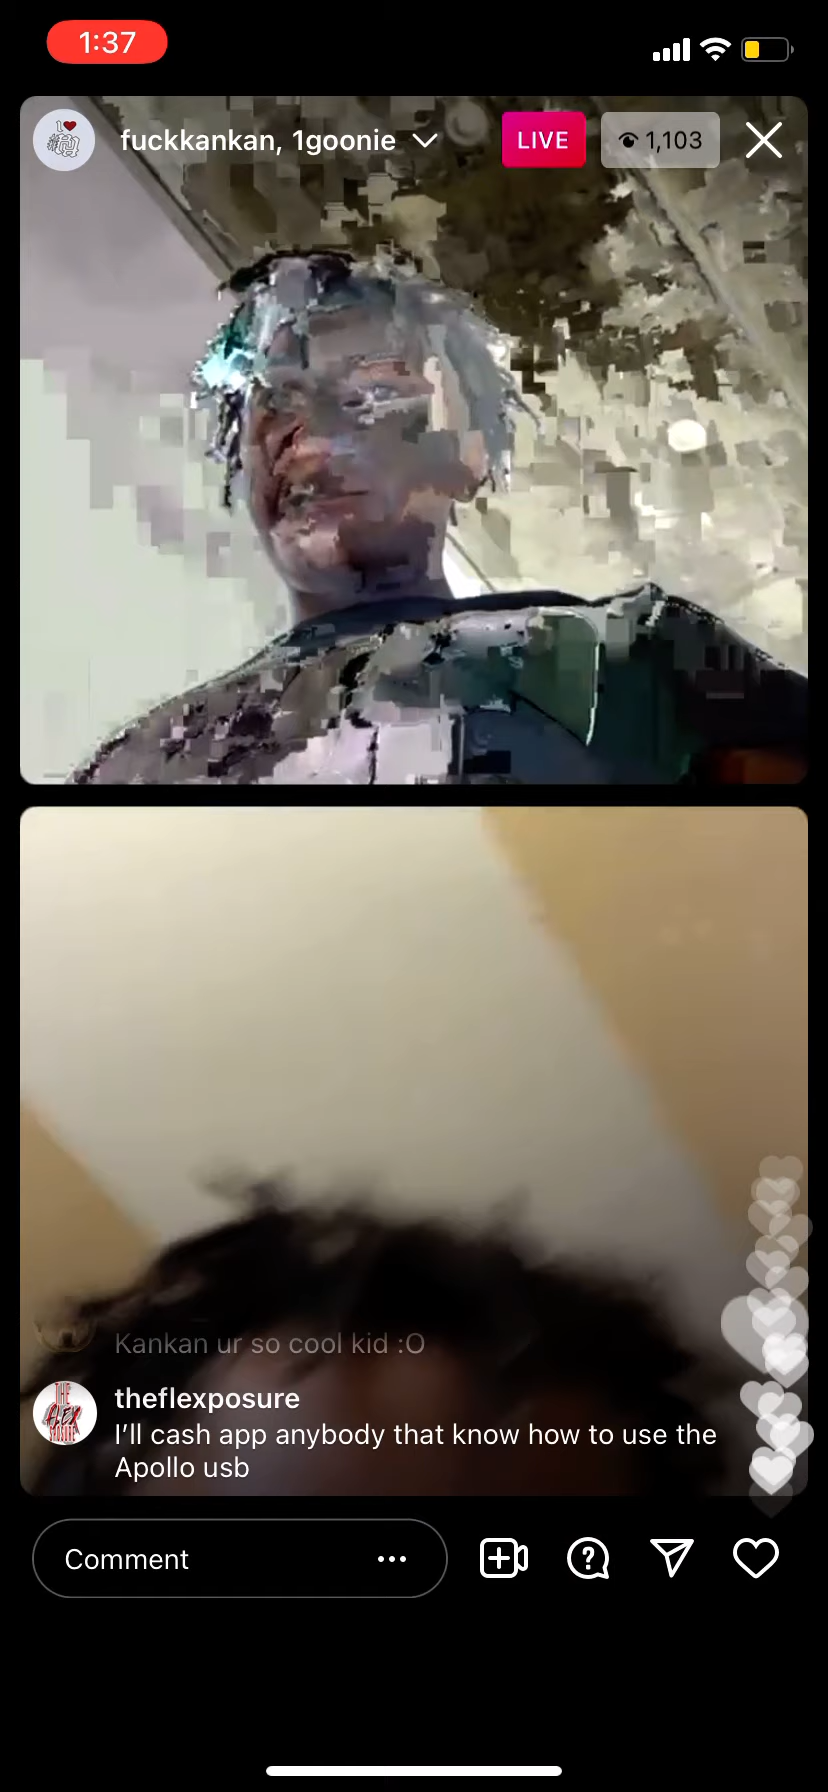 1:37
fuckkankan, 1goonie
LIVE
1,103
Kankan ur so cool kid :O
theflexposure
I'll cash app anybody that know how to use the
Apollo usb
Comment